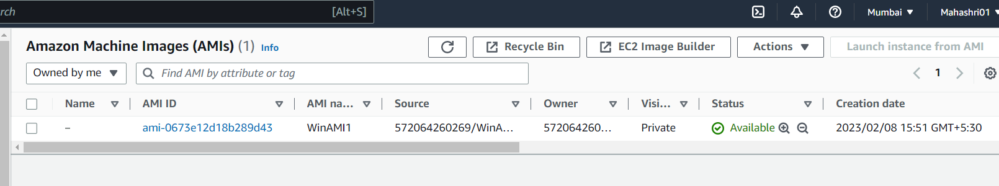 rch [Alt+S] Mumbai Mahashri01
Amazon Machine Images (AMIs) (1) Info Recycle Bin EC2 Image Builder Actions Launch instance from AMI
Owned by me Find AMI by attribute or tag 1
Name AMI ID AMI na... Source Owner Visi... Status Creation date
– ami-0673e12d18b289d43 WinAMI1 572064260269/WinA... 572064260... Private Available 2023/02/08 15:51 GMT+5:30